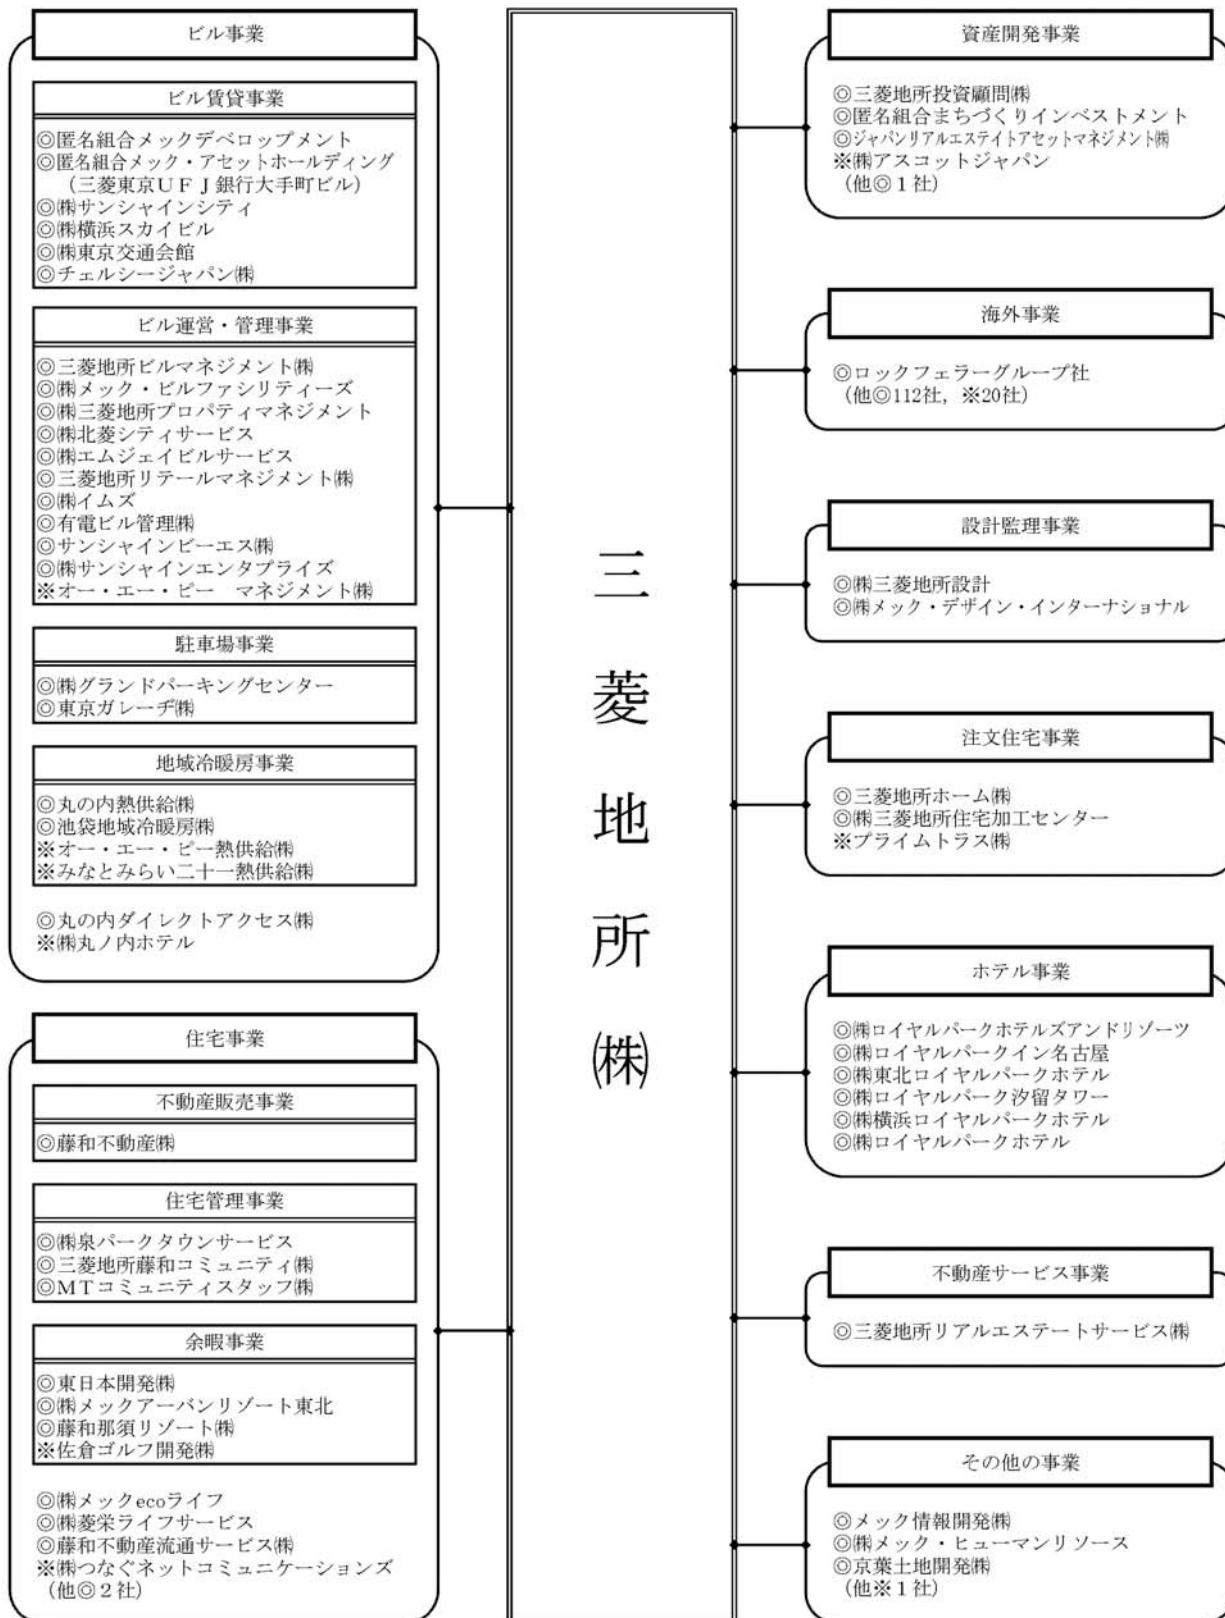 ビル事業
ビル賃貸事業
◎匿名組合メックデベロップメント
◎匿名組合メック・アセットホールディング
（三菱東京ＵＦＪ銀行大手町ビル）
◎㈱サンシャインシティ
◎㈱横浜スカイビル
◎㈱東京交通会館
◎チェルシージャパン㈱
ビル運営・管理事業
◎三菱地所ビルマネジメント㈱
◎㈱メック・ビルファシリティーズ
◎㈱三菱地所プロパティマネジメント
◎㈱北菱シティサービス
◎㈱エムジェイビルサービス
◎三菱地所リテールマネジメント㈱
◎㈱イムズ
◎有電ビル管理㈱
◎サンシャインビーエス㈱
◎㈱サンシャインエンタプライズ
※オー・エー・ピー　マネジメント㈱
駐車場事業
◎㈱グランドパーキングセンター
◎東京ガレーヂ㈱
地域冷暖房事業
◎丸の内熱供給㈱
◎池袋地域冷暖房㈱
※オー・エー・ピー熱供給㈱
※みなとみらい二十一熱供給㈱
◎丸の内ダイレクトアクセス㈱
※㈱丸ノ内ホテル
住宅事業
不動産販売事業
◎藤和不動産㈱
住宅管理事業
◎㈱泉パークタウンサービス
◎三菱地所藤和コミュニティ㈱
◎ＭＴコミュニティスタッフ㈱
余暇事業
◎東日本開発㈱
◎㈱メックアーバンリゾート東北
◎藤和那須リゾート㈱
※佐倉ゴルフ開発㈱
◎㈱メックecoライフ
◎㈱菱栄ライフサービス
◎藤和不動産流通サービス㈱
※㈱つなぐネットコミュニケーションズ
（他◎２社）
三菱地所㈱
資産開発事業
◎三菱地所投資顧問㈱
◎匿名組合まちづくりインベストメント
◎ジャパンリアルエステイトアセットマネジメント㈱
※㈱アスコットジャパン
（他◎１社）
海外事業
◎ロックフェラーグループ社
（他◎112社，※20社）
設計監理事業
◎㈱三菱地所設計
◎㈱メック・デザイン・インターナショナル
注文住宅事業
◎三菱地所ホーム㈱
◎㈱三菱地所住宅加工センター
※プライムトラス㈱
ホテル事業
◎㈱ロイヤルパークホテルズアンドリゾーツ
◎㈱ロイヤルパークイン名古屋
◎㈱東北ロイヤルパークホテル
◎㈱ロイヤルパーク汐留タワー
◎㈱横浜ロイヤルパークホテル
◎㈱ロイヤルパークホテル
不動産サービス事業
◎三菱地所リアルエステートサービス㈱
その他の事業
◎メック情報開発㈱
◎㈱メック・ヒューマンリソース
◎京葉土地開発㈱
（他※１社）